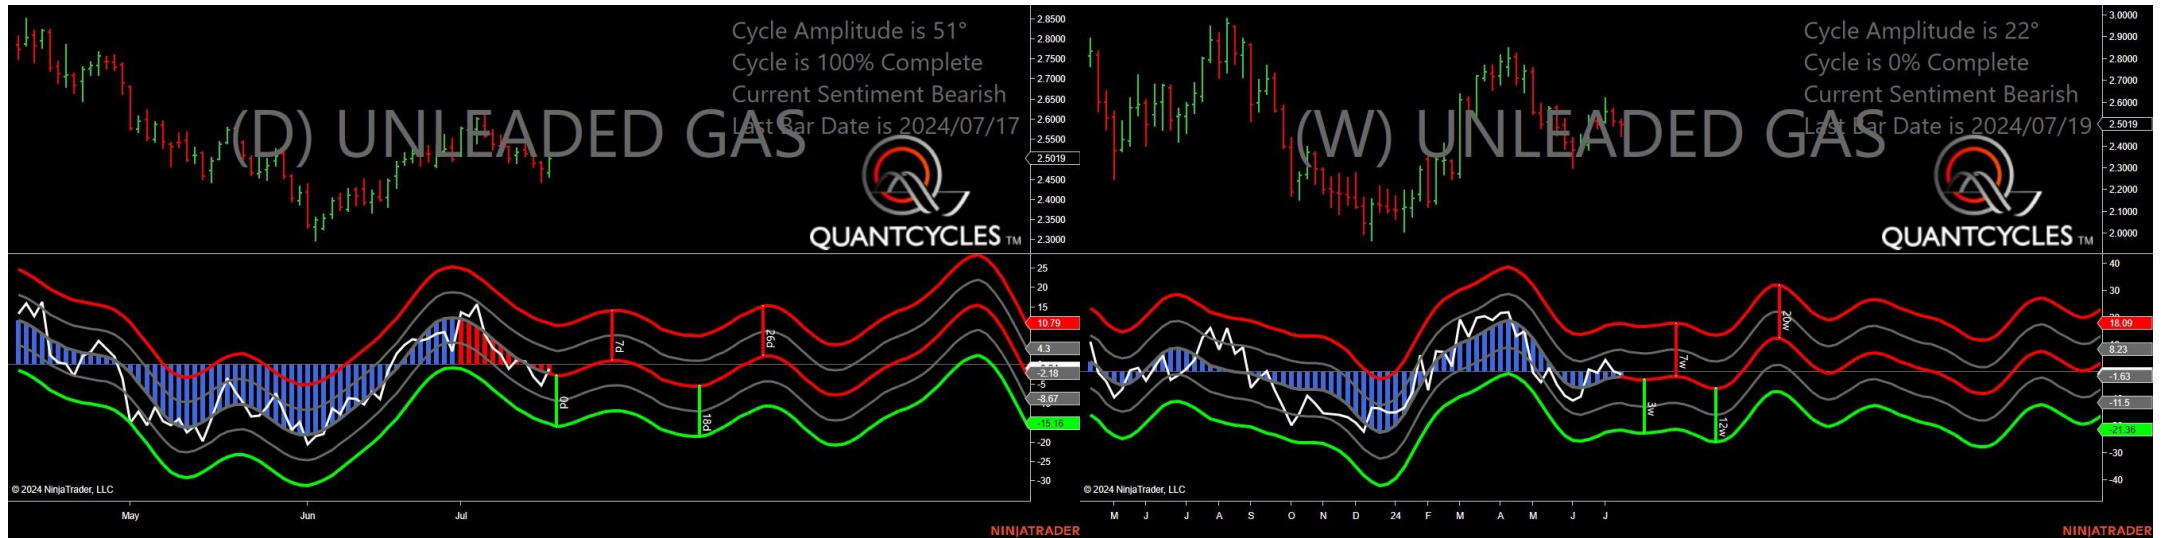 Cycle Amplitude is 51°
Cycle is 100% Complete
Current Sentiment Bearish
Last Bar Date is 2024/07/17
(D) UNLEADED GAS
QUANTCYCLES TM
2.8500
2.8000
2.7500
2.7000
2.6500
2.6000
2.5500
2.5019
2.4500
2.4000
2.3500
2.3000
25
20
15
10.79
4.3
-2.18
-5
-8.67
-15.16
-20
-25
-30
7d
26d
0d
18d
© 2024 NinjaTrader, LLC
May Jun Jul
NINJATRADER
Cycle Amplitude is 22°
Cycle is 0% Complete
Current Sentiment Bearish
Last Bar Date is 2024/07/19
(W) UNLEADED GAS
QUANTCYCLES TM
3.0000
2.9000
2.8000
2.7000
2.6000
2.5019
2.4000
2.3000
2.2000
2.1000
2.0000
40
30
18.09
8.23
-1.63
-11.5
-21.36
-30
-40
20w
7w
3w
12w
© 2024 NinjaTrader, LLC
M J J A S O N D 24 F M A M J J
NINJATRADER